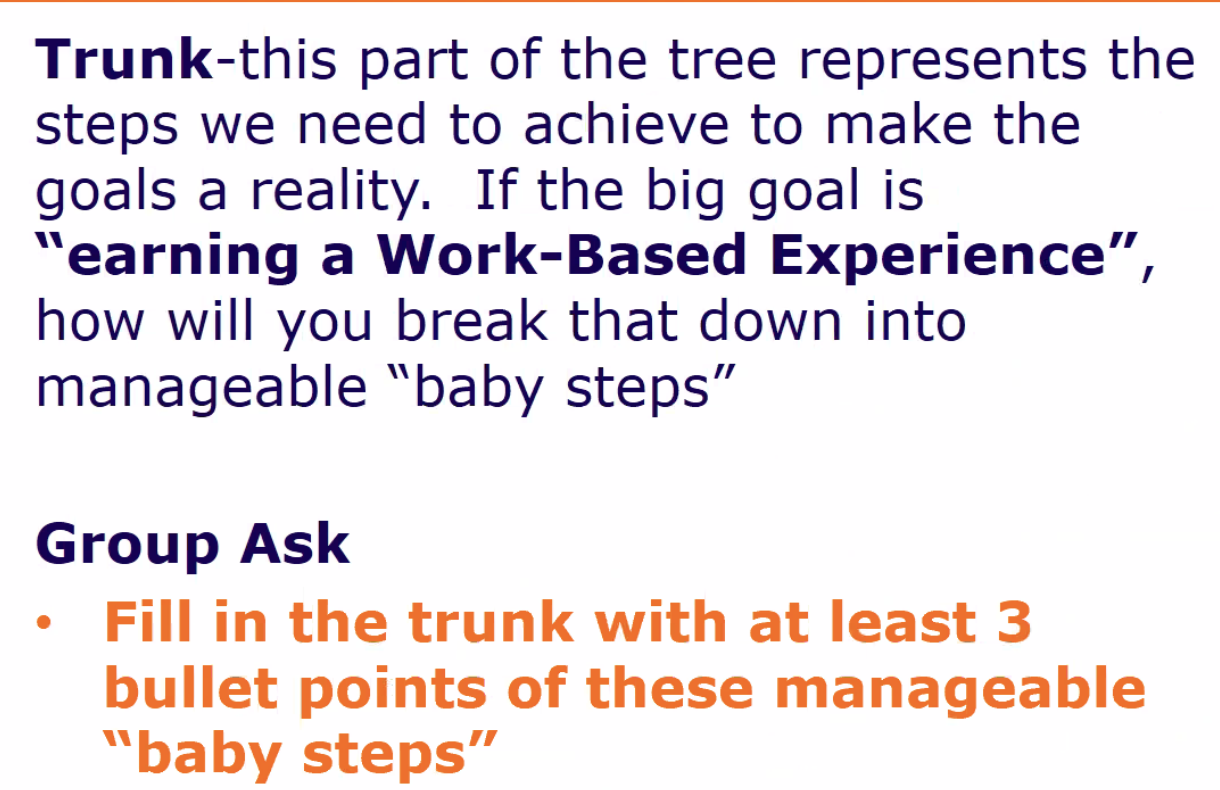 Trunk-this part of the tree represents the
steps we need to achieve to make the
goals a reality.  If the big goal is
“earning a Work-Based Experience”,
how will you break that down into
manageable “baby steps”
Group Ask
• Fill in the trunk with at least 3
bullet points of these manageable
“baby steps”